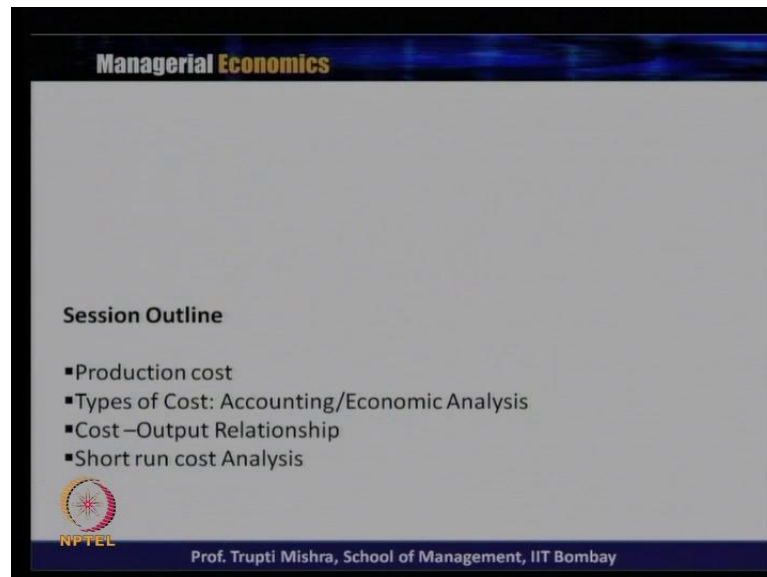 Managerial Economics
Session Outline
▪Production cost
▪Types of Cost: Accounting/Economic Analysis
▪Cost –Output Relationship
▪Short run cost Analysis
NPTEL
Prof. Trupti Mishra, School of Management, IIT Bombay